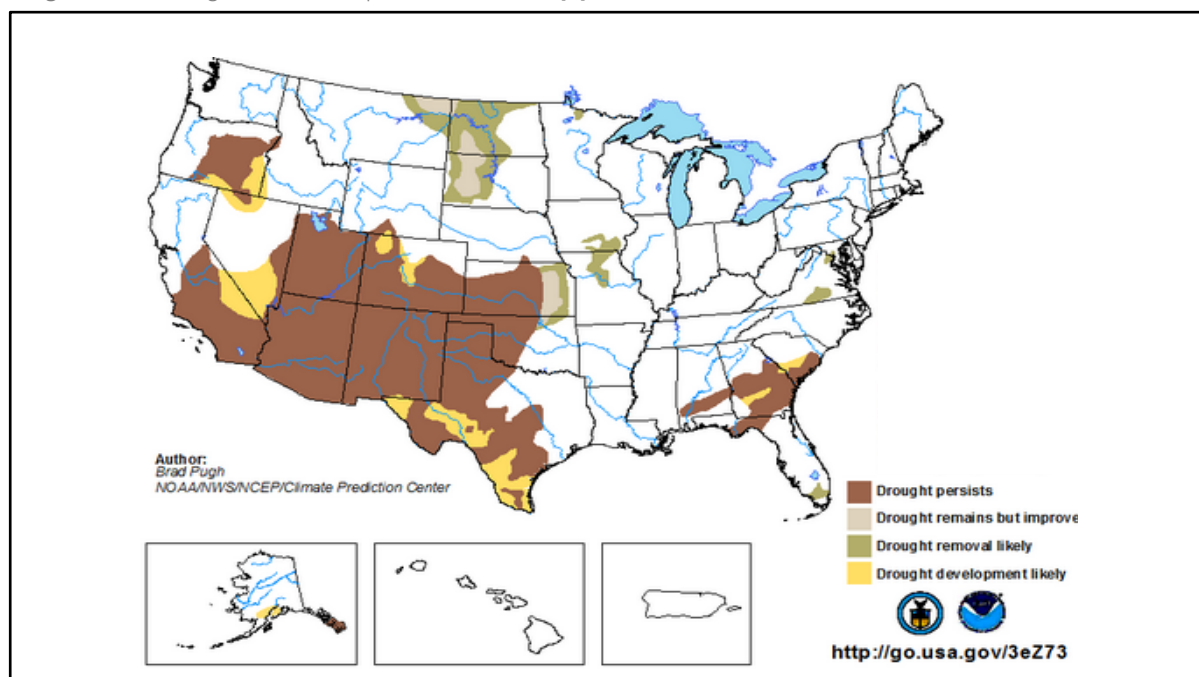 Author:
Brad Pugh
NOAA/NWS/NCEP/Climate Prediction Center
Drought persists
Drought remains but improve
Drought removal likely
Drought development likely
http://go.usa.gov/3eZ73